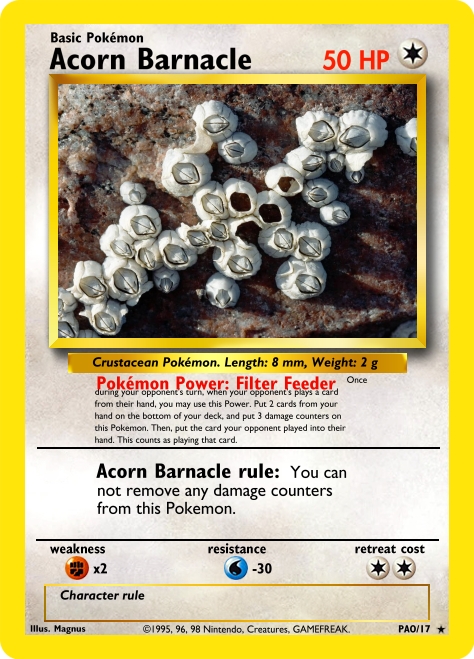 Basic Pokémon
Acorn Barnacle 50 HP
Crustacean Pokémon. Length: 8 mm, Weight: 2 g
Pokémon Power: Filter Feeder Once
during your opponent's turn, when your opponent's plays a card
from their hand, you may use this Power. Put 2 cards from your
hand on the bottom of your deck, and put 3 damage counters on
this Pokemon. Then, put the card your opponent played into their
hand. This counts as playing that card.
Acorn Barnacle rule: You can
not remove any damage counters
from this Pokemon.
weakness resistance retreat cost
x2 -30
Character rule
Illus. Magnus ©1995, 96, 98 Nintendo, Creatures, GAMEFREAK. PAO/17 ★